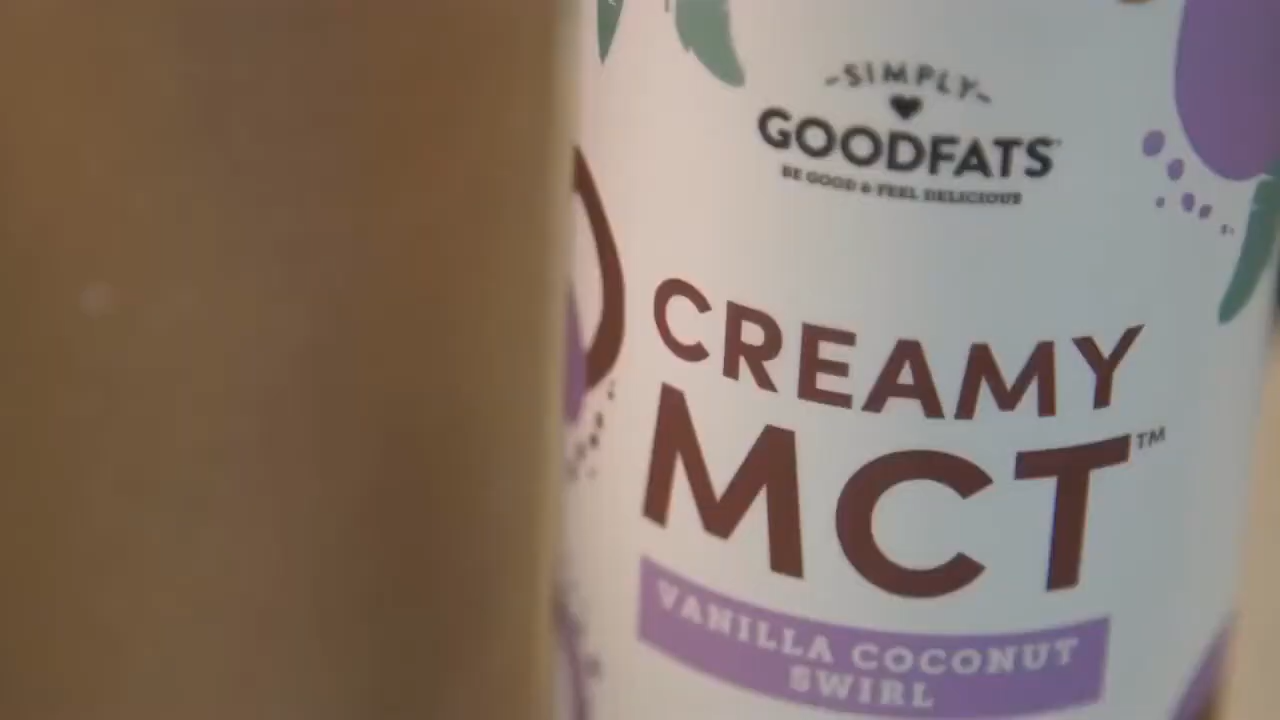 -SIMPLY-
GOODFATS
BE GOOD & FEEL DELICIOUS
CREAMY
MCT™
VANILLA COCONUT
SWIRL